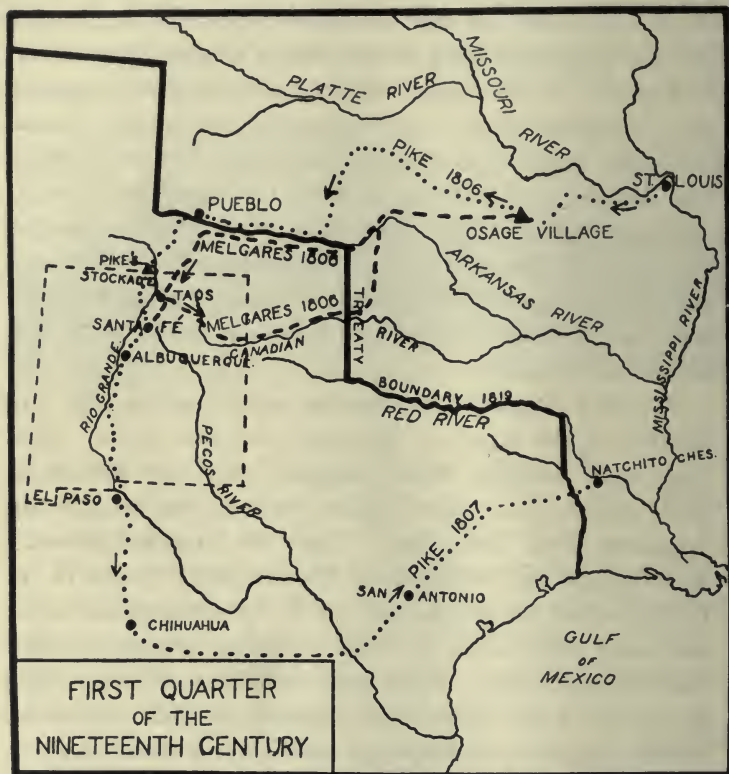 MISSOURI RIVER
PLATTE RIVER
PIKE 1806
ST. LOUIS
PUEBLO
OSAGE VILLAGE
MELGARES 1806
PIKE'S
STOCKADE
TAOS
MELGARES 1806
ARKANSAS RIVER
TREATY
SANTA FÉ
CANADIAN RIVER
ALBUQUERQUE.
MISSISSIPPI RIVER
BOUNDARY 1819
RED RIVER
RIO GRANDE
PECOS RIVER
NATCHITOCHES.
EL PASO
PIKE 1807
SAN ANTONIO
CHIHUAHUA
GULF
OF
MEXICO
FIRST QUARTER
OF THE
NINETEENTH CENTURY